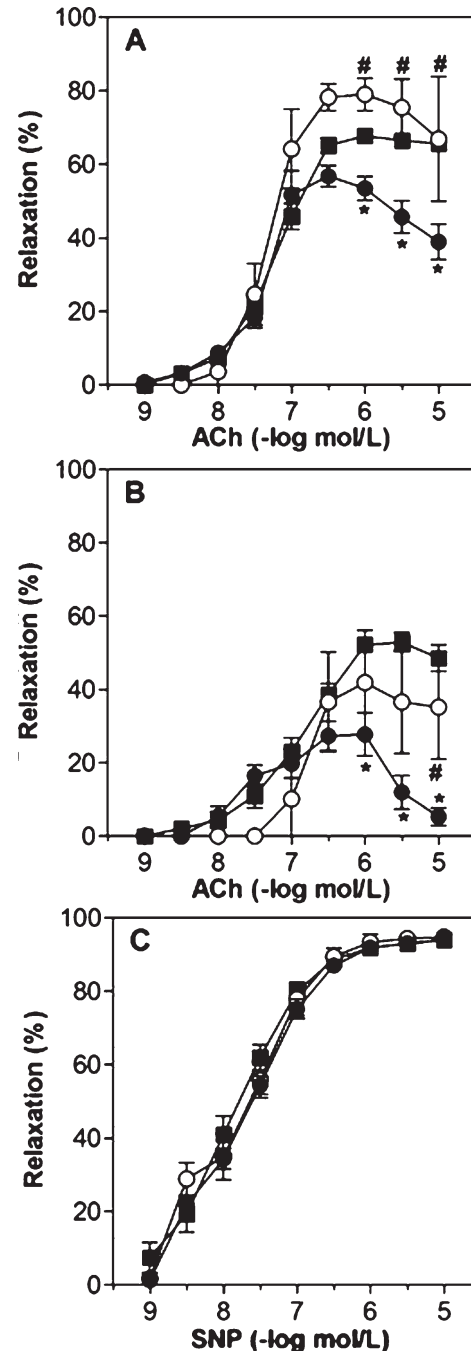 A
100
80
60
40
20
0
Relaxation (%)
# # #
* * *
9 8 7 6 5
ACh (-log mol/L)
B
100
80
60
40
20
0
Relaxation (%)
#
* * *
9 8 7 6 5
ACh (-log mol/L)
C
100
80
60
40
20
0
Relaxation (%)
9 8 7 6 5
SNP (-log mol/L)